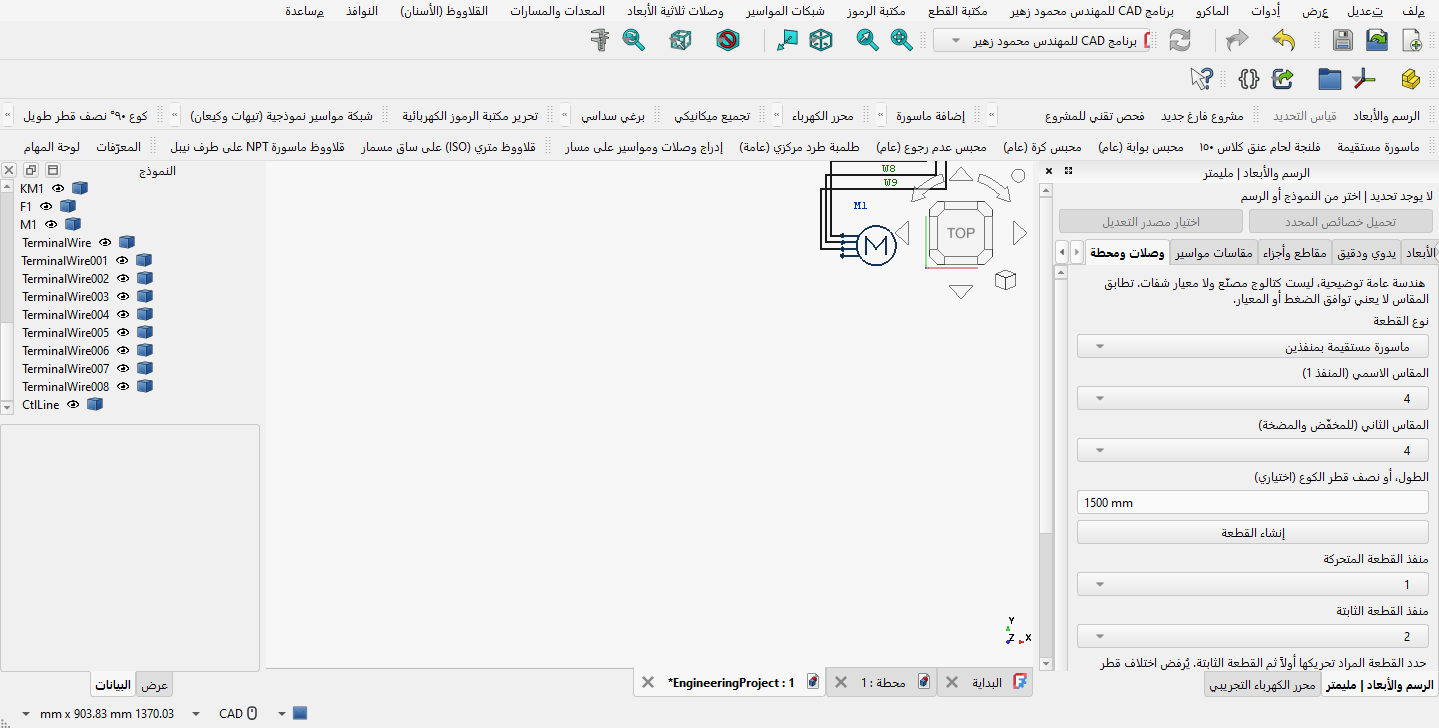 ملف تعديل عرض أدوات الماكرو برنامج CAD للمهندس محمود زهير مكتبة القطع مكتبة الرموز شبكات المواسير وصلات ثلاثية الأبعاد المعدات والمسارات القلاووظ (الأسنان) النوافذ مساعدة
برنامج CAD للمهندس محمود زهير
الرسم والأبعاد قياس التحديد مشروع فارغ جديد فحص تقني للمشروع إضافة ماسورة محرر الكهرباء تجميع ميكانيكي برغي سداسي تحرير مكتبة الرموز الكهربائية شبكة مواسير نموذجية (تيهات وكيعان) كوع ٩٠° نصف قطر طويل
ماسورة مستقيمة فلنجة لحام عنق كلاس ١٥٠ محبس بوابة (عام) محبس كرة (عام) محبس عدم رجوع (عام) طلمبة طرد مركزي (عامة) إدراج وصلات ومواسير على مسار قلاووظ متري (ISO) على ساق مسمار قلاووظ ماسورة NPT على طرف نيبل المعرّفات لوحة المهام
النموذج
KM1
F1
M1
TerminalWire
TerminalWire001
TerminalWire002
TerminalWire003
TerminalWire004
TerminalWire005
TerminalWire006
TerminalWire007
TerminalWire008
CtlLine
عرض البيانات
W8
W9
M1
M
TOP
Y
Z X
الرسم والأبعاد | مليمتر
لا يوجد تحديد | اختر من النموذج أو الرسم
تحميل خصائص المحدد اختيار مصدر التعديل
الأبعاد يدوي ودقيق مقاطع وأجزاء مقاسات مواسير وصلات ومحطة
هندسة عامة توضيحية، ليست كتالوج مصنّع ولا معيار شفات. تطابق
المقاس لا يعني توافق الضغط أو المعيار.
نوع القطعة
ماسورة مستقيمة بمنفذين
المقاس الاسمي (المنفذ 1)
4
المقاس الثاني (للمخفّض والمضخة)
4
الطول، أو نصف قطر الكوع (اختياري)
1500 mm
إنشاء القطعة
منفذ القطعة المتحركة
1
منفذ القطعة الثابتة
2
حدد القطعة المراد تحريكها أولاً ثم القطعة الثابتة. يُرفض اختلاف قطر
الرسم والأبعاد | مليمتر محرر الكهرباء التجريبي
البداية محطة : 1 EngineeringProject : 1*
CAD 1370.03 mm x 903.83 mm